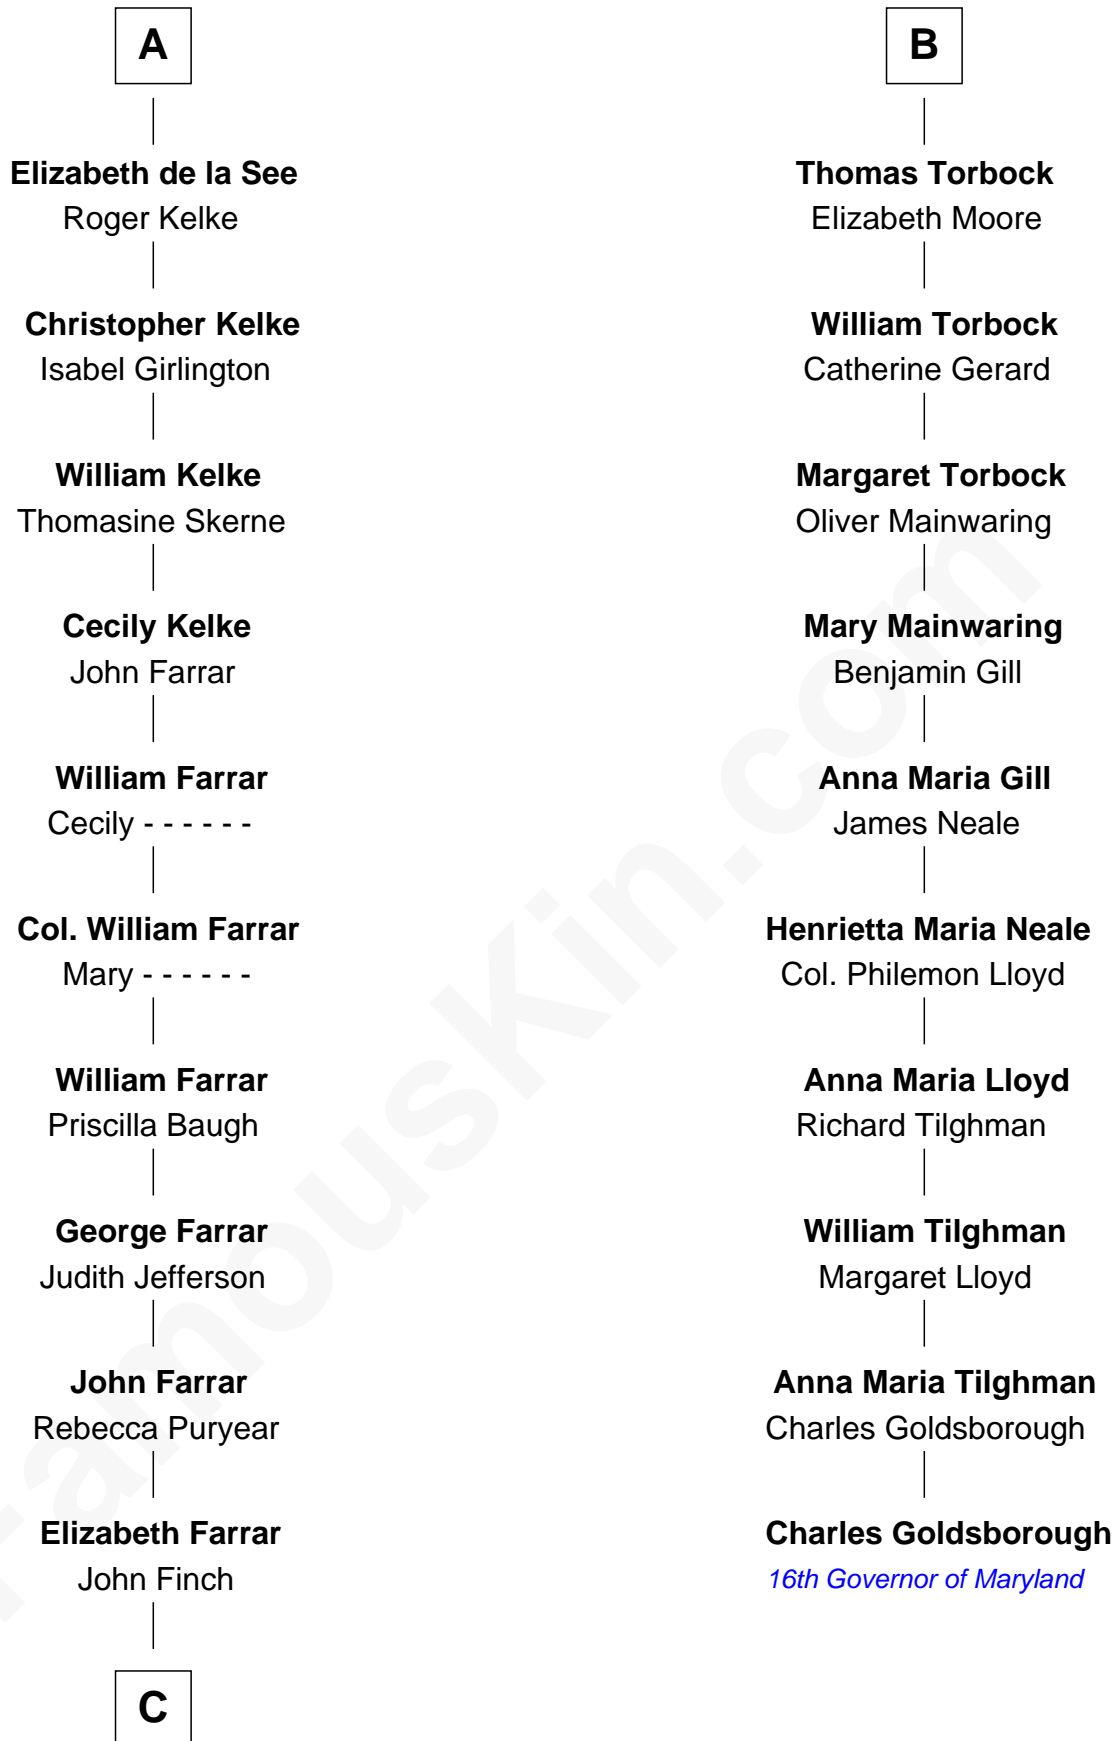 A
Elizabeth de la See
Roger Kelke
Christopher Kelke
Isabel Girlington
William Kelke
Thomasine Skerne
Cecily Kelke
John Farrar
William Farrar
Cecily - - - - - -
Col. William Farrar
Mary - - - - - -
William Farrar
Priscilla Baugh
George Farrar
Judith Jefferson
John Farrar
Rebecca Puryear
Elizabeth Farrar
John Finch
C
B
Thomas Torbock
Elizabeth Moore
William Torbock
Catherine Gerard
Margaret Torbock
Oliver Mainwaring
Mary Mainwaring
Benjamin Gill
Anna Maria Gill
James Neale
Henrietta Maria Neale
Col. Philemon Lloyd
Anna Maria Lloyd
Richard Tilghman
William Tilghman
Margaret Lloyd
Anna Maria Tilghman
Charles Goldsborough
Charles Goldsborough
16th Governor of Maryland
FamousKin.com